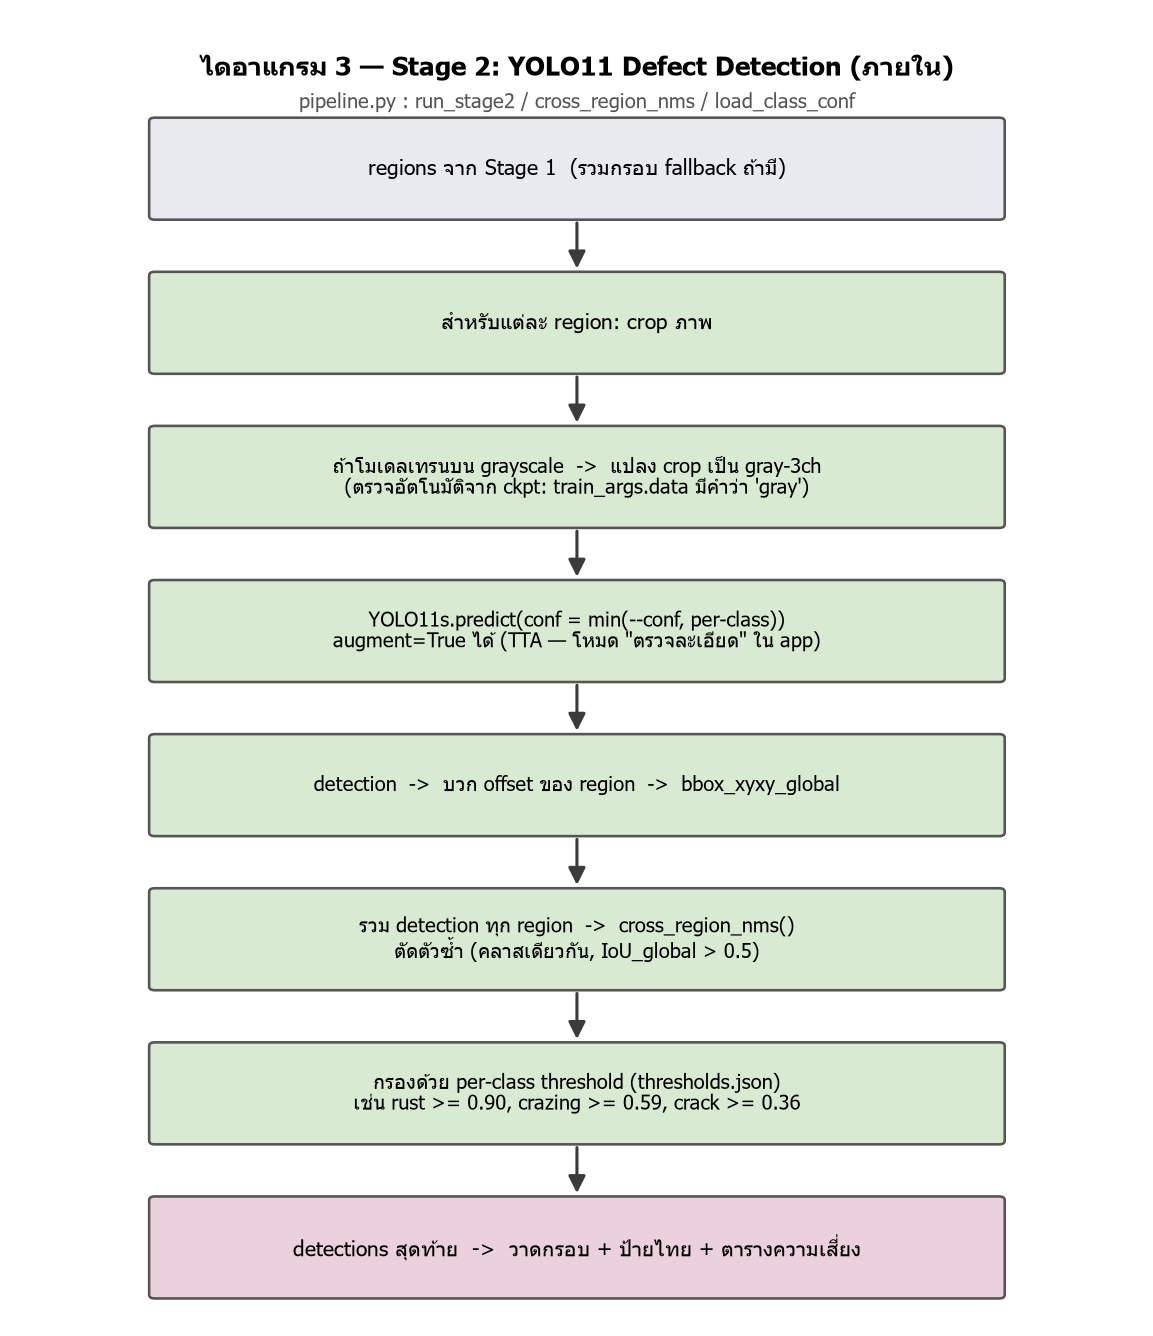 ไดอาแกรม 3 — Stage 2: YOLO11 Defect Detection (ภายใน)
pipeline.py : run_stage2 / cross_region_nms / load_class_conf
regions จาก Stage 1  (รวมกรอบ fallback ถ้ามี)
สำหรับแต่ละ region: crop ภาพ
ถ้าโมเดลเทรนบน grayscale  ->  แปลง crop เป็น gray-3ch
(ตรวจอัตโนมัติจาก ckpt: train_args.data มีคำว่า 'gray')
YOLO11s.predict(conf = min(--conf, per-class))
augment=True ได้ (TTA — โหมด "ตรวจละเอียด" ใน app)
detection  ->  บวก offset ของ region  ->  bbox_xyxy_global
รวม detection ทุก region  ->  cross_region_nms()
ตัดตัวซ้ำ (คลาสเดียวกัน, IoU_global > 0.5)
กรองด้วย per-class threshold (thresholds.json)
เช่น rust >= 0.90, crazing >= 0.59, crack >= 0.36
detections สุดท้าย  ->  วาดกรอบ + ป้ายไทย + ตารางความเสี่ยง